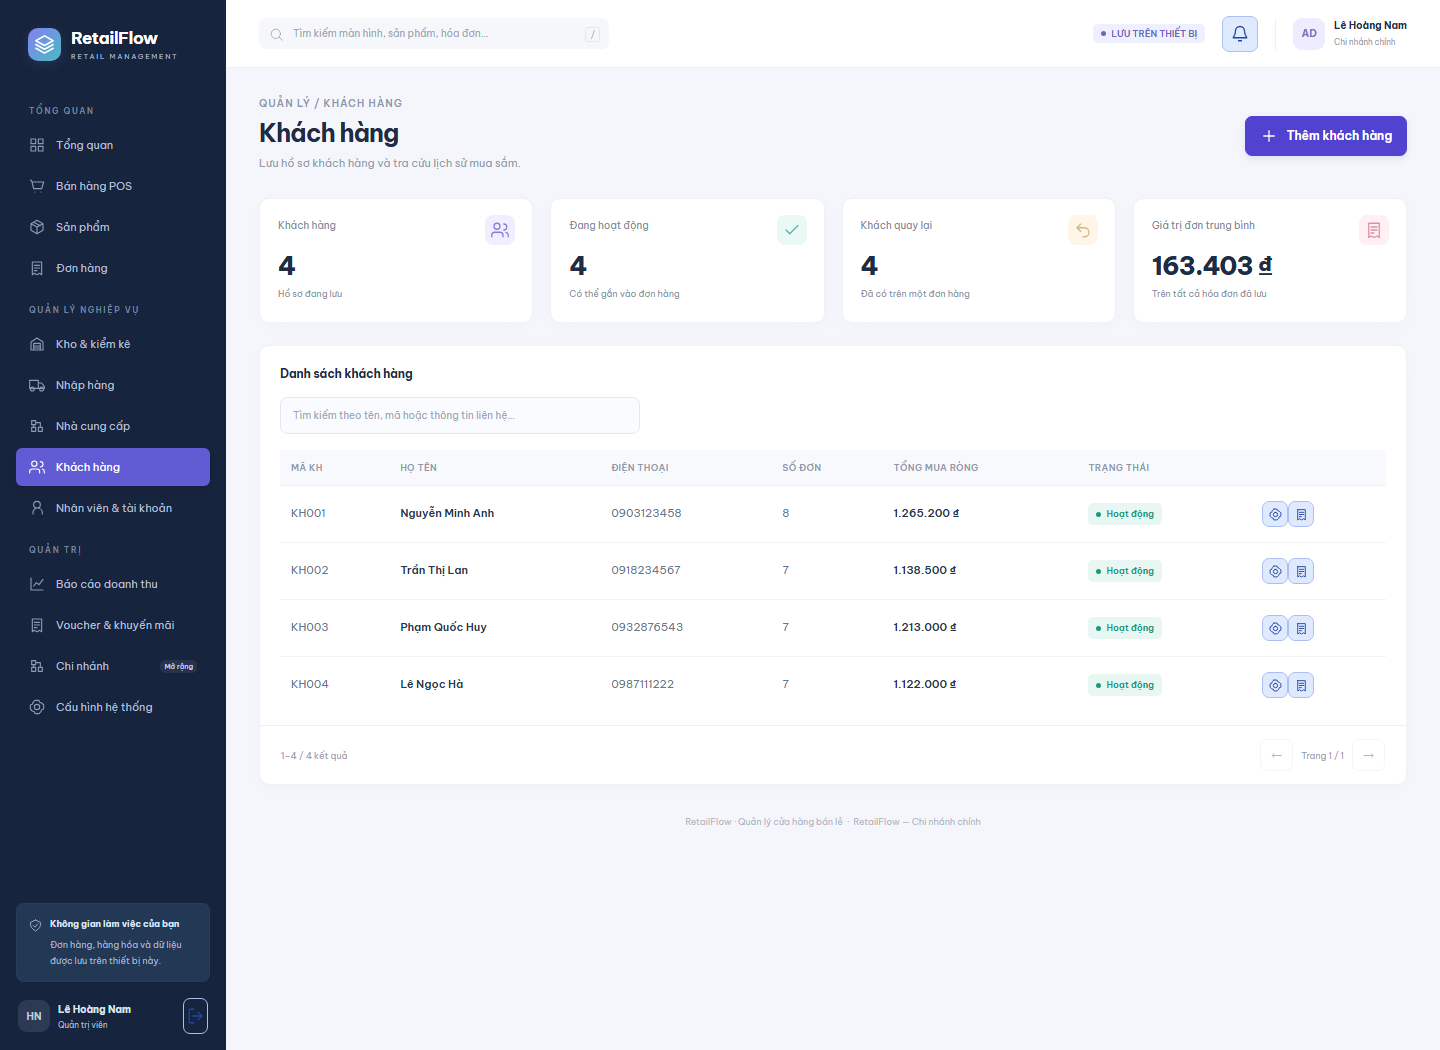 RetailFlow
RETAIL MANAGEMENT
TỔNG QUAN
Tổng quan
Bán hàng POS
Sản phẩm
Đơn hàng
QUẢN LÝ NGHIỆP VỤ
Kho & kiểm kê
Nhập hàng
Nhà cung cấp
Khách hàng
Nhân viên & tài khoản
QUẢN TRỊ
Báo cáo doanh thu
Voucher & khuyến mãi
Chi nhánh Mở rộng
Cấu hình hệ thống
Không gian làm việc của bạn
Đơn hàng, hàng hóa và dữ liệu
được lưu trên thiết bị này.
HN
Lê Hoàng Nam
Quản trị viên
Tìm kiếm màn hình, sản phẩm, hóa đơn... /
LƯU TRÊN THIẾT BỊ
AD
Lê Hoàng Nam
Chi nhánh chính
QUẢN LÝ / KHÁCH HÀNG
Khách hàng
Lưu hồ sơ khách hàng và tra cứu lịch sử mua sắm.
Thêm khách hàng
Khách hàng
4
Hồ sơ đang lưu
Đang hoạt động
4
Có thể gắn vào đơn hàng
Khách quay lại
4
Đã có trên một đơn hàng
Giá trị đơn trung bình
163.403 ₫
Trên tất cả hóa đơn đã lưu
Danh sách khách hàng
Tìm kiếm theo tên, mã hoặc thông tin liên hệ...
MÃ KH HỌ TÊN ĐIỆN THOẠI SỐ ĐƠN TỔNG MUA RÒNG TRẠNG THÁI
KH001 Nguyễn Minh Anh 0903123458 8 1.265.200 ₫ Hoạt động
KH002 Trần Thị Lan 0918234567 7 1.138.500 ₫ Hoạt động
KH003 Phạm Quốc Huy 0932876543 7 1.213.000 ₫ Hoạt động
KH004 Lê Ngọc Hà 0987111222 7 1.122.000 ₫ Hoạt động
1–4 / 4 kết quả
← Trang 1 / 1 →
RetailFlow · Quản lý cửa hàng bán lẻ · RetailFlow — Chi nhánh chính